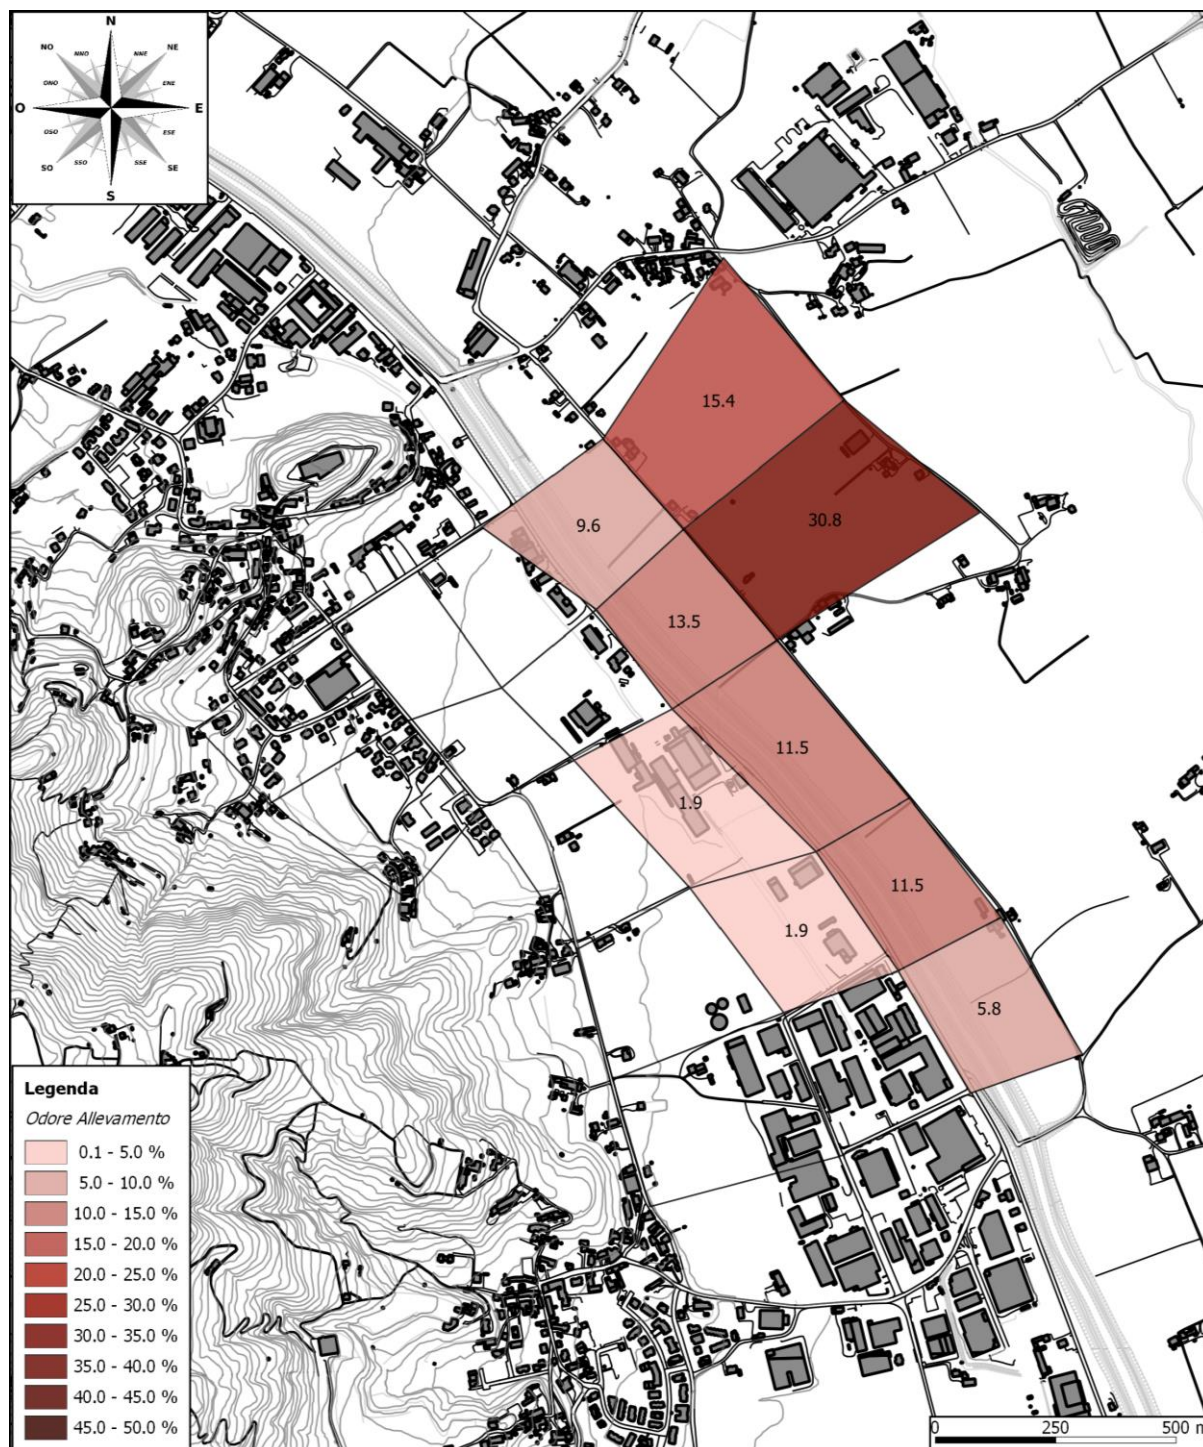 N
NO
NNO
NNE
NE
ONO
ENE
O
E
OSO
ESE
SO
SSO
SSE
SE
S
15.4
9.6
30.8
13.5
11.5
1.9
11.5
1.9
5.8
Legenda
Odore Allevamento
0.1 - 5.0 %
5.0 - 10.0 %
10.0 - 15.0 %
15.0 - 20.0 %
20.0 - 25.0 %
25.0 - 30.0 %
30.0 - 35.0 %
35.0 - 40.0 %
40.0 - 45.0 %
45.0 - 50.0 %
0 250 500 m